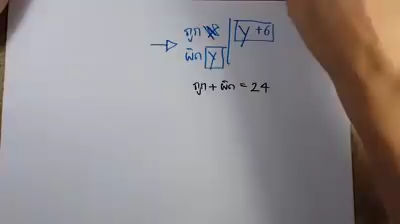 ถูก y+6
ผิด y
ถูก + ผิด = 24